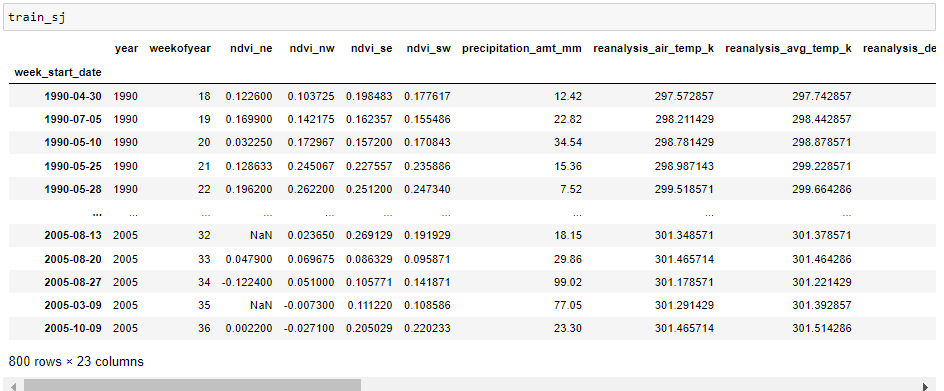 train_sj
year weekofyear ndvi_ne ndvi_nw ndvi_se ndvi_sw precipitation_amt_mm reanalysis_air_temp_k reanalysis_avg_temp_k reanalysis_de
week_start_date
1990-04-30 1990 18 0.122600 0.103725 0.198483 0.177617 12.42 297.572857 297.742857
1990-07-05 1990 19 0.169900 0.142175 0.162357 0.155486 22.82 298.211429 298.442857
1990-05-10 1990 20 0.032250 0.172967 0.157200 0.170843 34.54 298.781429 298.878571
1990-05-25 1990 21 0.128633 0.245067 0.227557 0.235886 15.36 298.987143 299.228571
1990-05-28 1990 22 0.196200 0.262200 0.251200 0.247340 7.52 299.518571 299.664286
... ... ... ... ... ... ... ... ... ...
2005-08-13 2005 32 NaN 0.023650 0.269129 0.191929 18.15 301.348571 301.378571
2005-08-20 2005 33 0.047900 0.069675 0.086329 0.095871 29.86 301.465714 301.464286
2005-08-27 2005 34 -0.122400 0.051000 0.105771 0.141871 99.02 301.178571 301.221429
2005-03-09 2005 35 NaN -0.007300 0.111220 0.108586 77.05 301.291429 301.392857
2005-10-09 2005 36 0.002200 -0.027100 0.205029 0.220233 23.30 301.465714 301.514286
800 rows × 23 columns